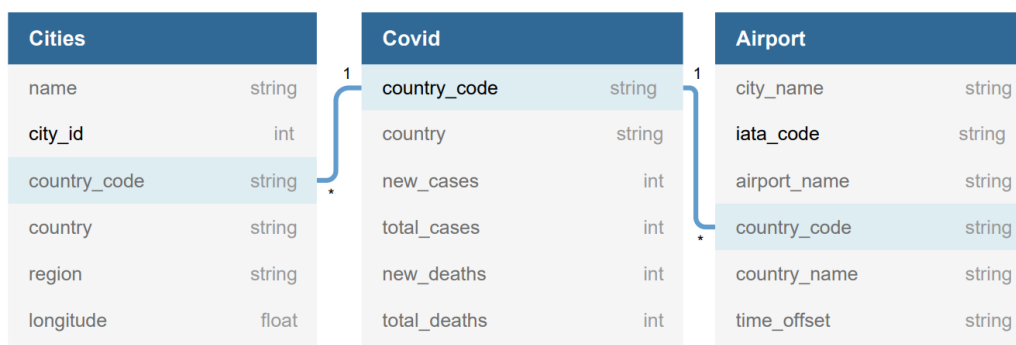 Cities
name string
city_id int
country_code string
country string
region string
longitude float
1
*
Covid
country_code string
country string
new_cases int
total_cases int
new_deaths int
total_deaths int
1
*
Airport
city_name string
iata_code string
airport_name string
country_code string
country_name string
time_offset string